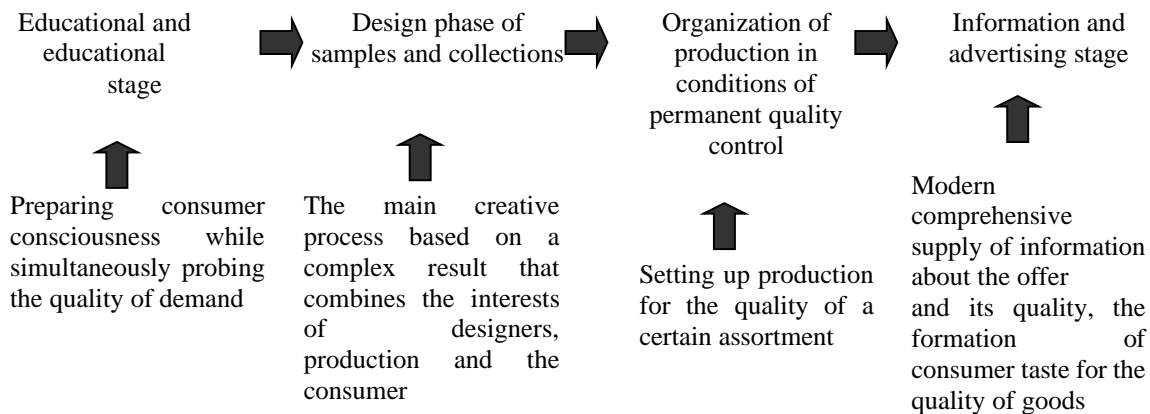 Educational and
educational
stage
Design phase of
samples and collections
Organization of
production in
conditions of
permanent quality
control
Information and
advertising stage
Preparing consumer
consciousness while
simultaneously probing
the quality of demand
The main creative
process based on a
complex result that
combines the interests
of designers,
production and the
consumer
Setting up production
for the quality of a
certain assortment
Modern
comprehensive
supply of information
about the offer
and its quality, the
formation of
consumer taste for the
quality of goods